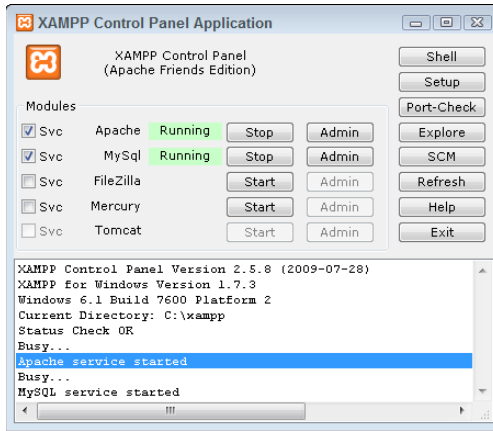 XAMPP Control Panel Application
XAMPP Control Panel
(Apache Friends Edition)
Shell
Setup
Port-Check
Explore
SCM
Refresh
Help
Exit
Modules
Svc Apache Running Stop Admin
Svc MySql Running Stop Admin
Svc FileZilla Start Admin
Svc Mercury Start Admin
Svc Tomcat Start Admin
XAMPP Control Panel Version 2.5.8 (2009-07-28)
XAMPP for Windows Version 1.7.3
Windows 6.1 Build 7600 Platform 2
Current Directory: C:\xampp
Status Check OK
Busy...
Apache service started
Busy...
MySQL service started